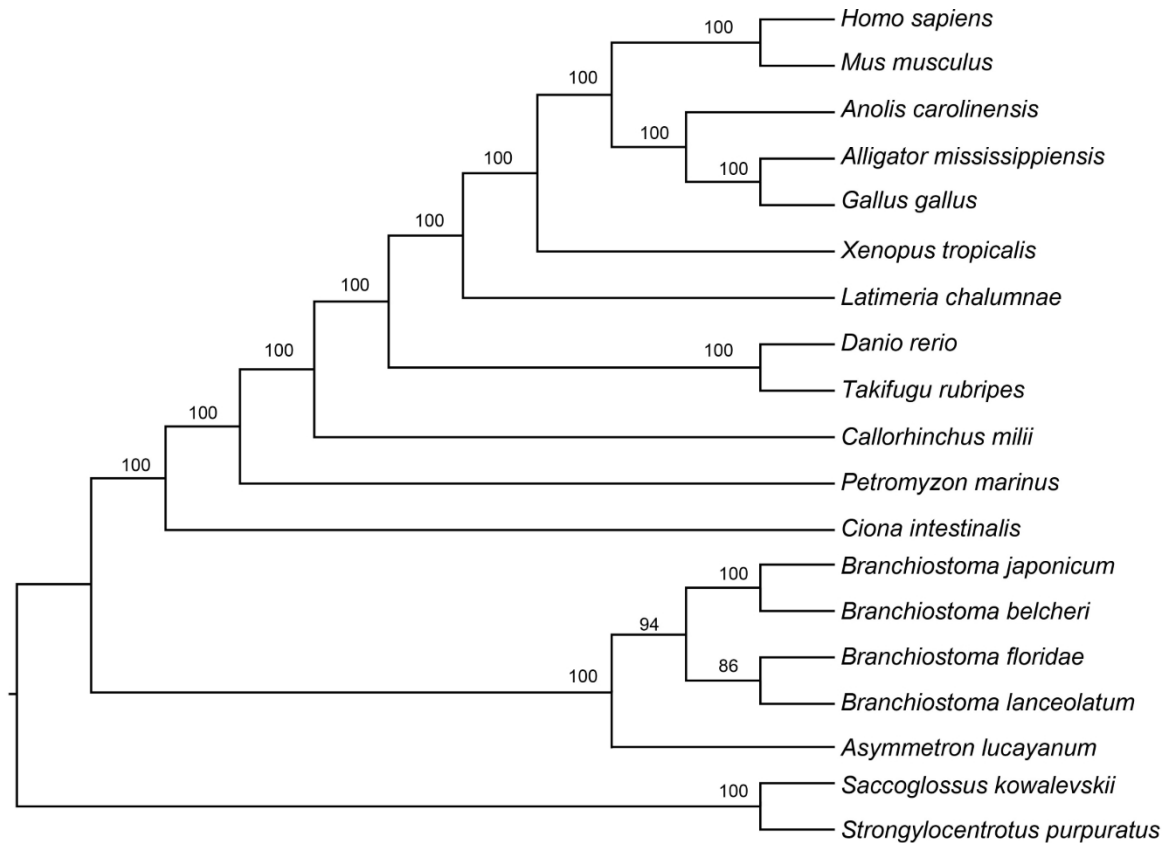 Homo sapiens
100
Mus musculus
100
Anolis carolinensis
100
Alligator mississippiensis
100
100
Gallus gallus
100
Xenopus tropicalis
100
Latimeria chalumnae
100
Danio rerio
100
100
Takifugu rubripes
100
Callorhinchus milii
100
Petromyzon marinus
Ciona intestinalis
Branchiostoma japonicum
100
Branchiostoma belcheri
94
Branchiostoma floridae
86
100
Branchiostoma lanceolatum
Asymmetron lucayanum
Saccoglossus kowalevskii
100
Strongylocentrotus purpuratus